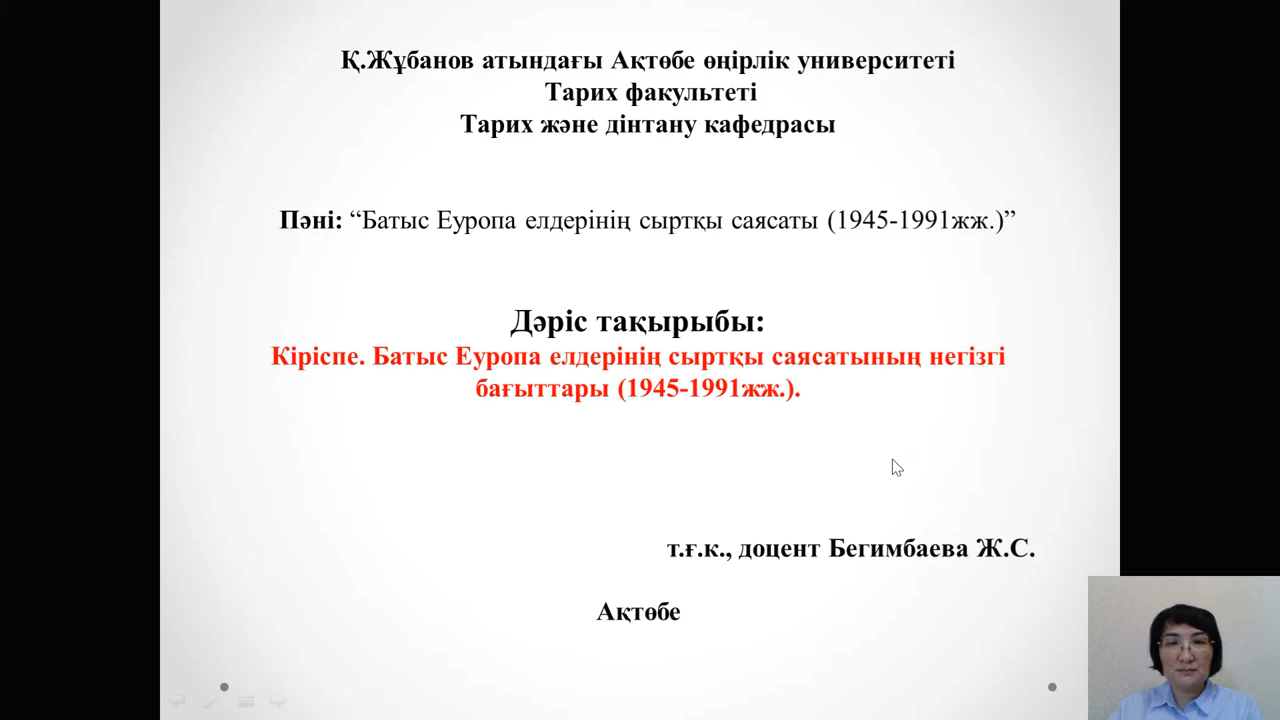 Қ.Жұбанов атындағы Ақтөбе өңірлік университеті
Тарих факультеті
Тарих және дінтану кафедрасы
Пәні: “Батыс Еуропа елдерінің сыртқы саясаты (1945-1991жж.)”
Дәріс тақырыбы:
Кіріспе. Батыс Еуропа елдерінің сыртқы саясатының негізгі
бағыттары (1945-1991жж.).
т.ғ.к., доцент Бегимбаева Ж.С.
Ақтөбе